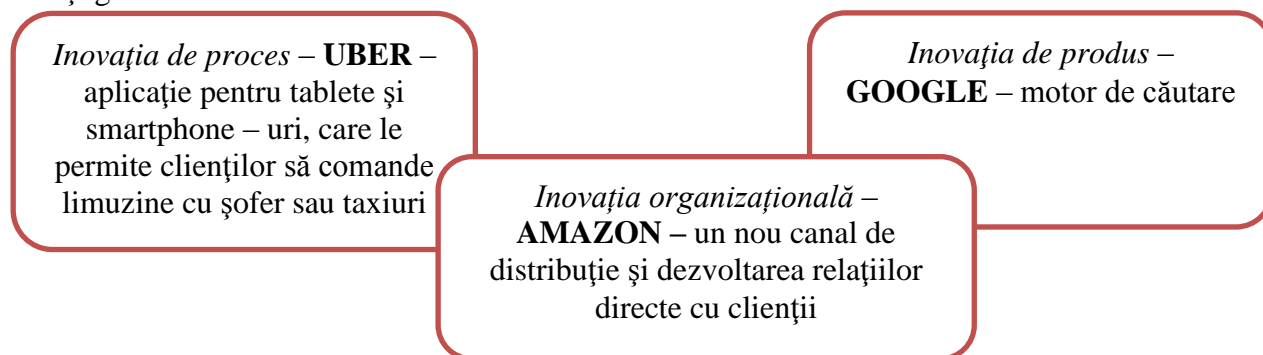 Inovaţia de proces – UBER –
aplicaţie pentru tablete şi
smartphone – uri, care le
permite clienţilor să comande
limuzine cu şofer sau taxiuri
Inovaţia de produs –
GOOGLE – motor de căutare
Inovația organizațională –
AMAZON – un nou canal de
distribuţie şi dezvoltarea relaţiilor
directe cu clienţii